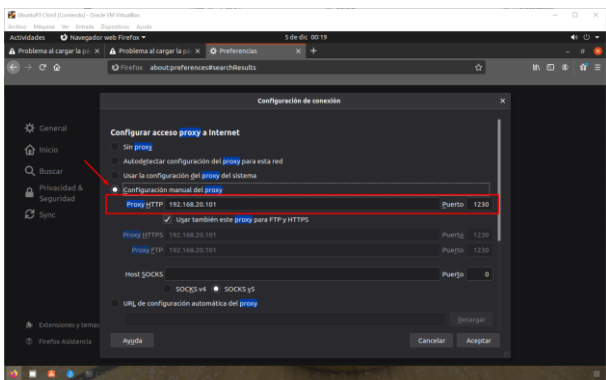 UbuntuP3 Clon3 [Corriendo] - Oracle VM VirtualBox
Archivo Máquina Ver Entrada Dispositivos Ayuda
Actividades Navegador web Firefox 5 de dic 00:19
Problema al cargar la pá Problema al cargar la pá Preferencias
Firefox about:preferences#searchResults
Configuración de conexión
General
Inicio
Buscar
Privacidad &
Seguridad
Sync
Extensiones y temas
Firefox Asistencia
Configurar acceso proxy a Internet
Sin proxy
Autodetectar configuración del proxy para esta red
Usar la configuración del proxy del sistema
Configuración manual del proxy
Proxy HTTP 192.168.20.101 Puerto 1230
Usar también este proxy para FTP y HTTPS
Proxy HTTPS 192.168.20.101 Puerto 1230
Proxy FTP 192.168.20.101 Puerto 1230
Host SOCKS Puerto 0
SOCKS v4 SOCKS v5
URL de configuración automática del proxy
Recargar
Ayuda Cancelar Aceptar